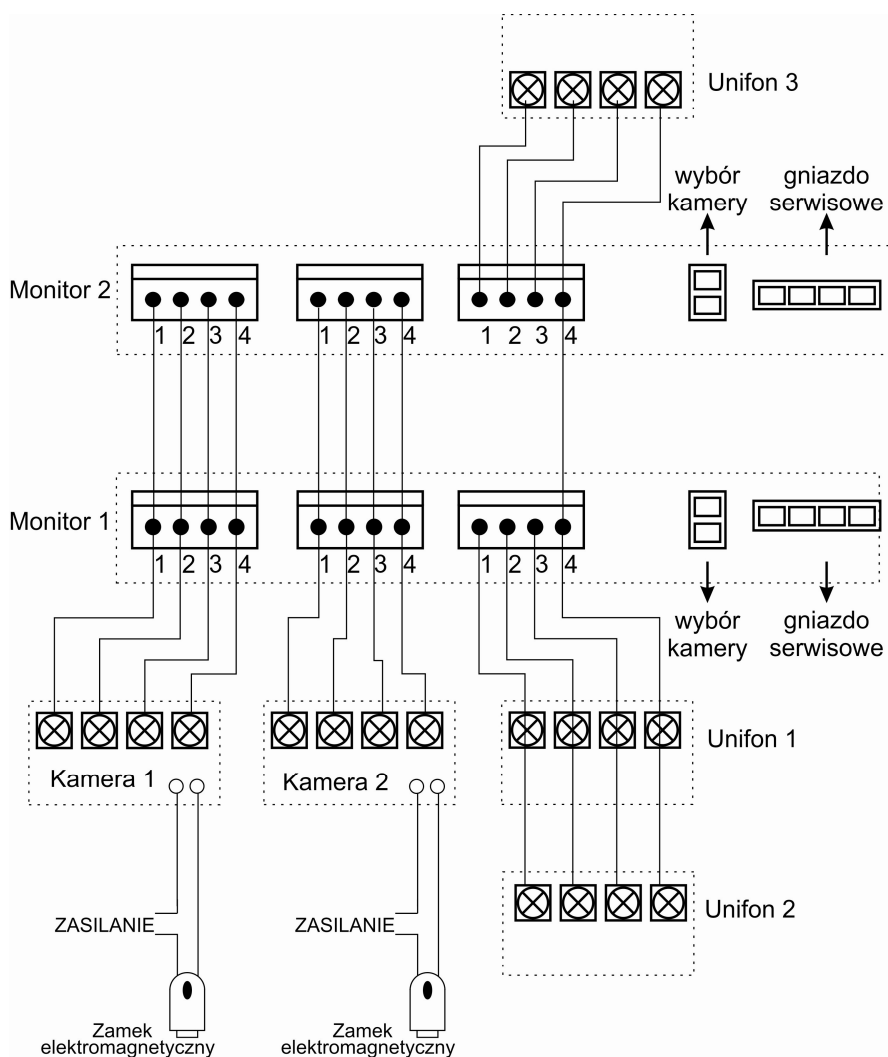 Unifon 3
wybór
kamery
gniazdo
serwisowe
Monitor 2
1 2 3 4
1 2 3 4
1 2 3 4
Monitor 1
1 2 3 4
1 2 3 4
1 2 3 4
wybór
kamery
gniazdo
serwisowe
Kamera 1
Kamera 2
Unifon 1
Unifon 2
ZASILANIE
ZASILANIE
Zamek
elektromagnetyczny
Zamek
elektromagnetyczny